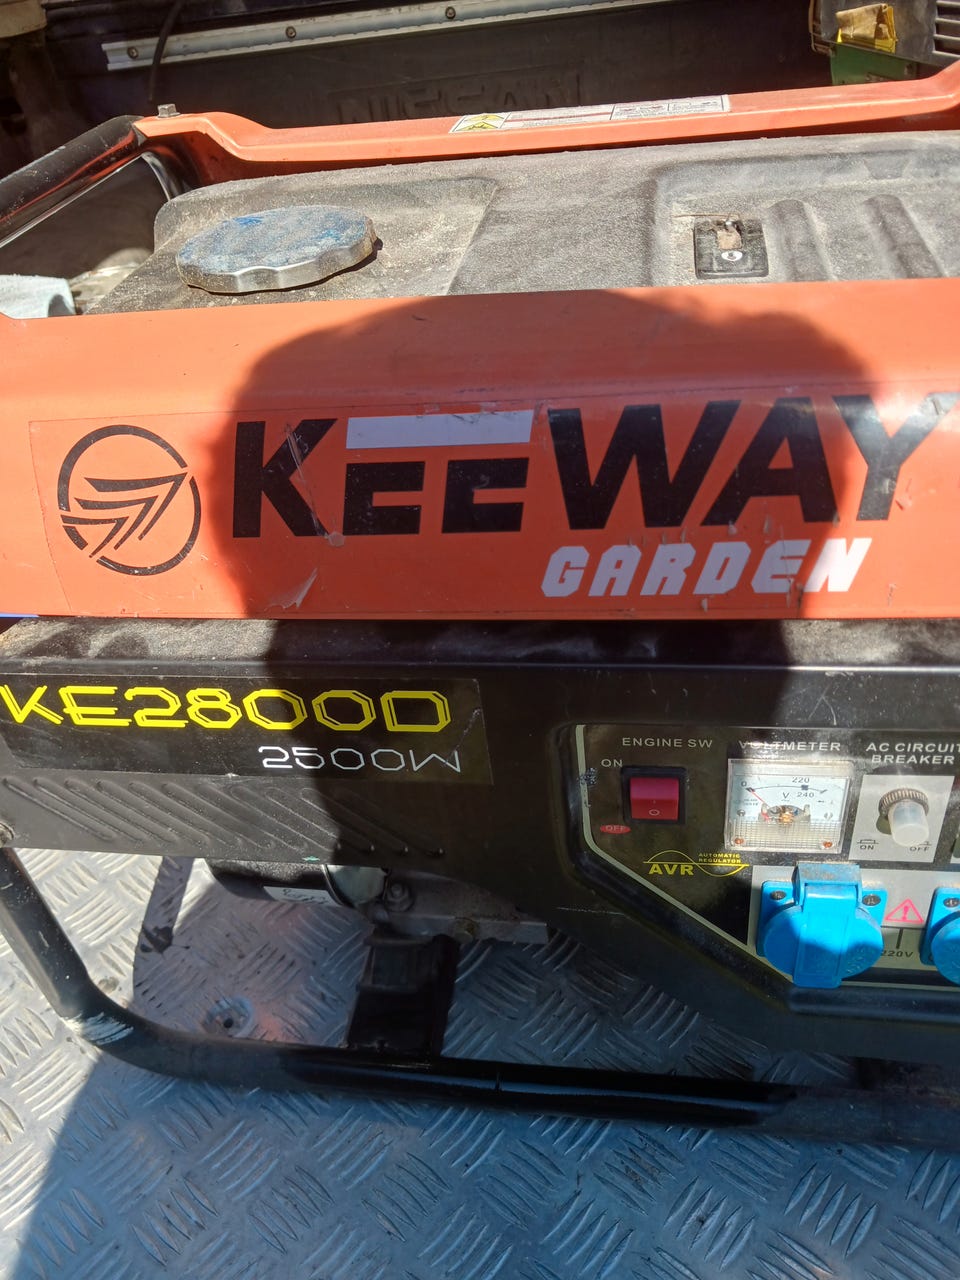 KEEWAY
GARDEN
KE2800D
2500W
ENGINE SW
VOLTMETER
AC CIRCUIT
BREAKER
ON
OFF
0
220
240
V
ON
OFF
AVR
AUTOMATIC
REGULATOR
220V